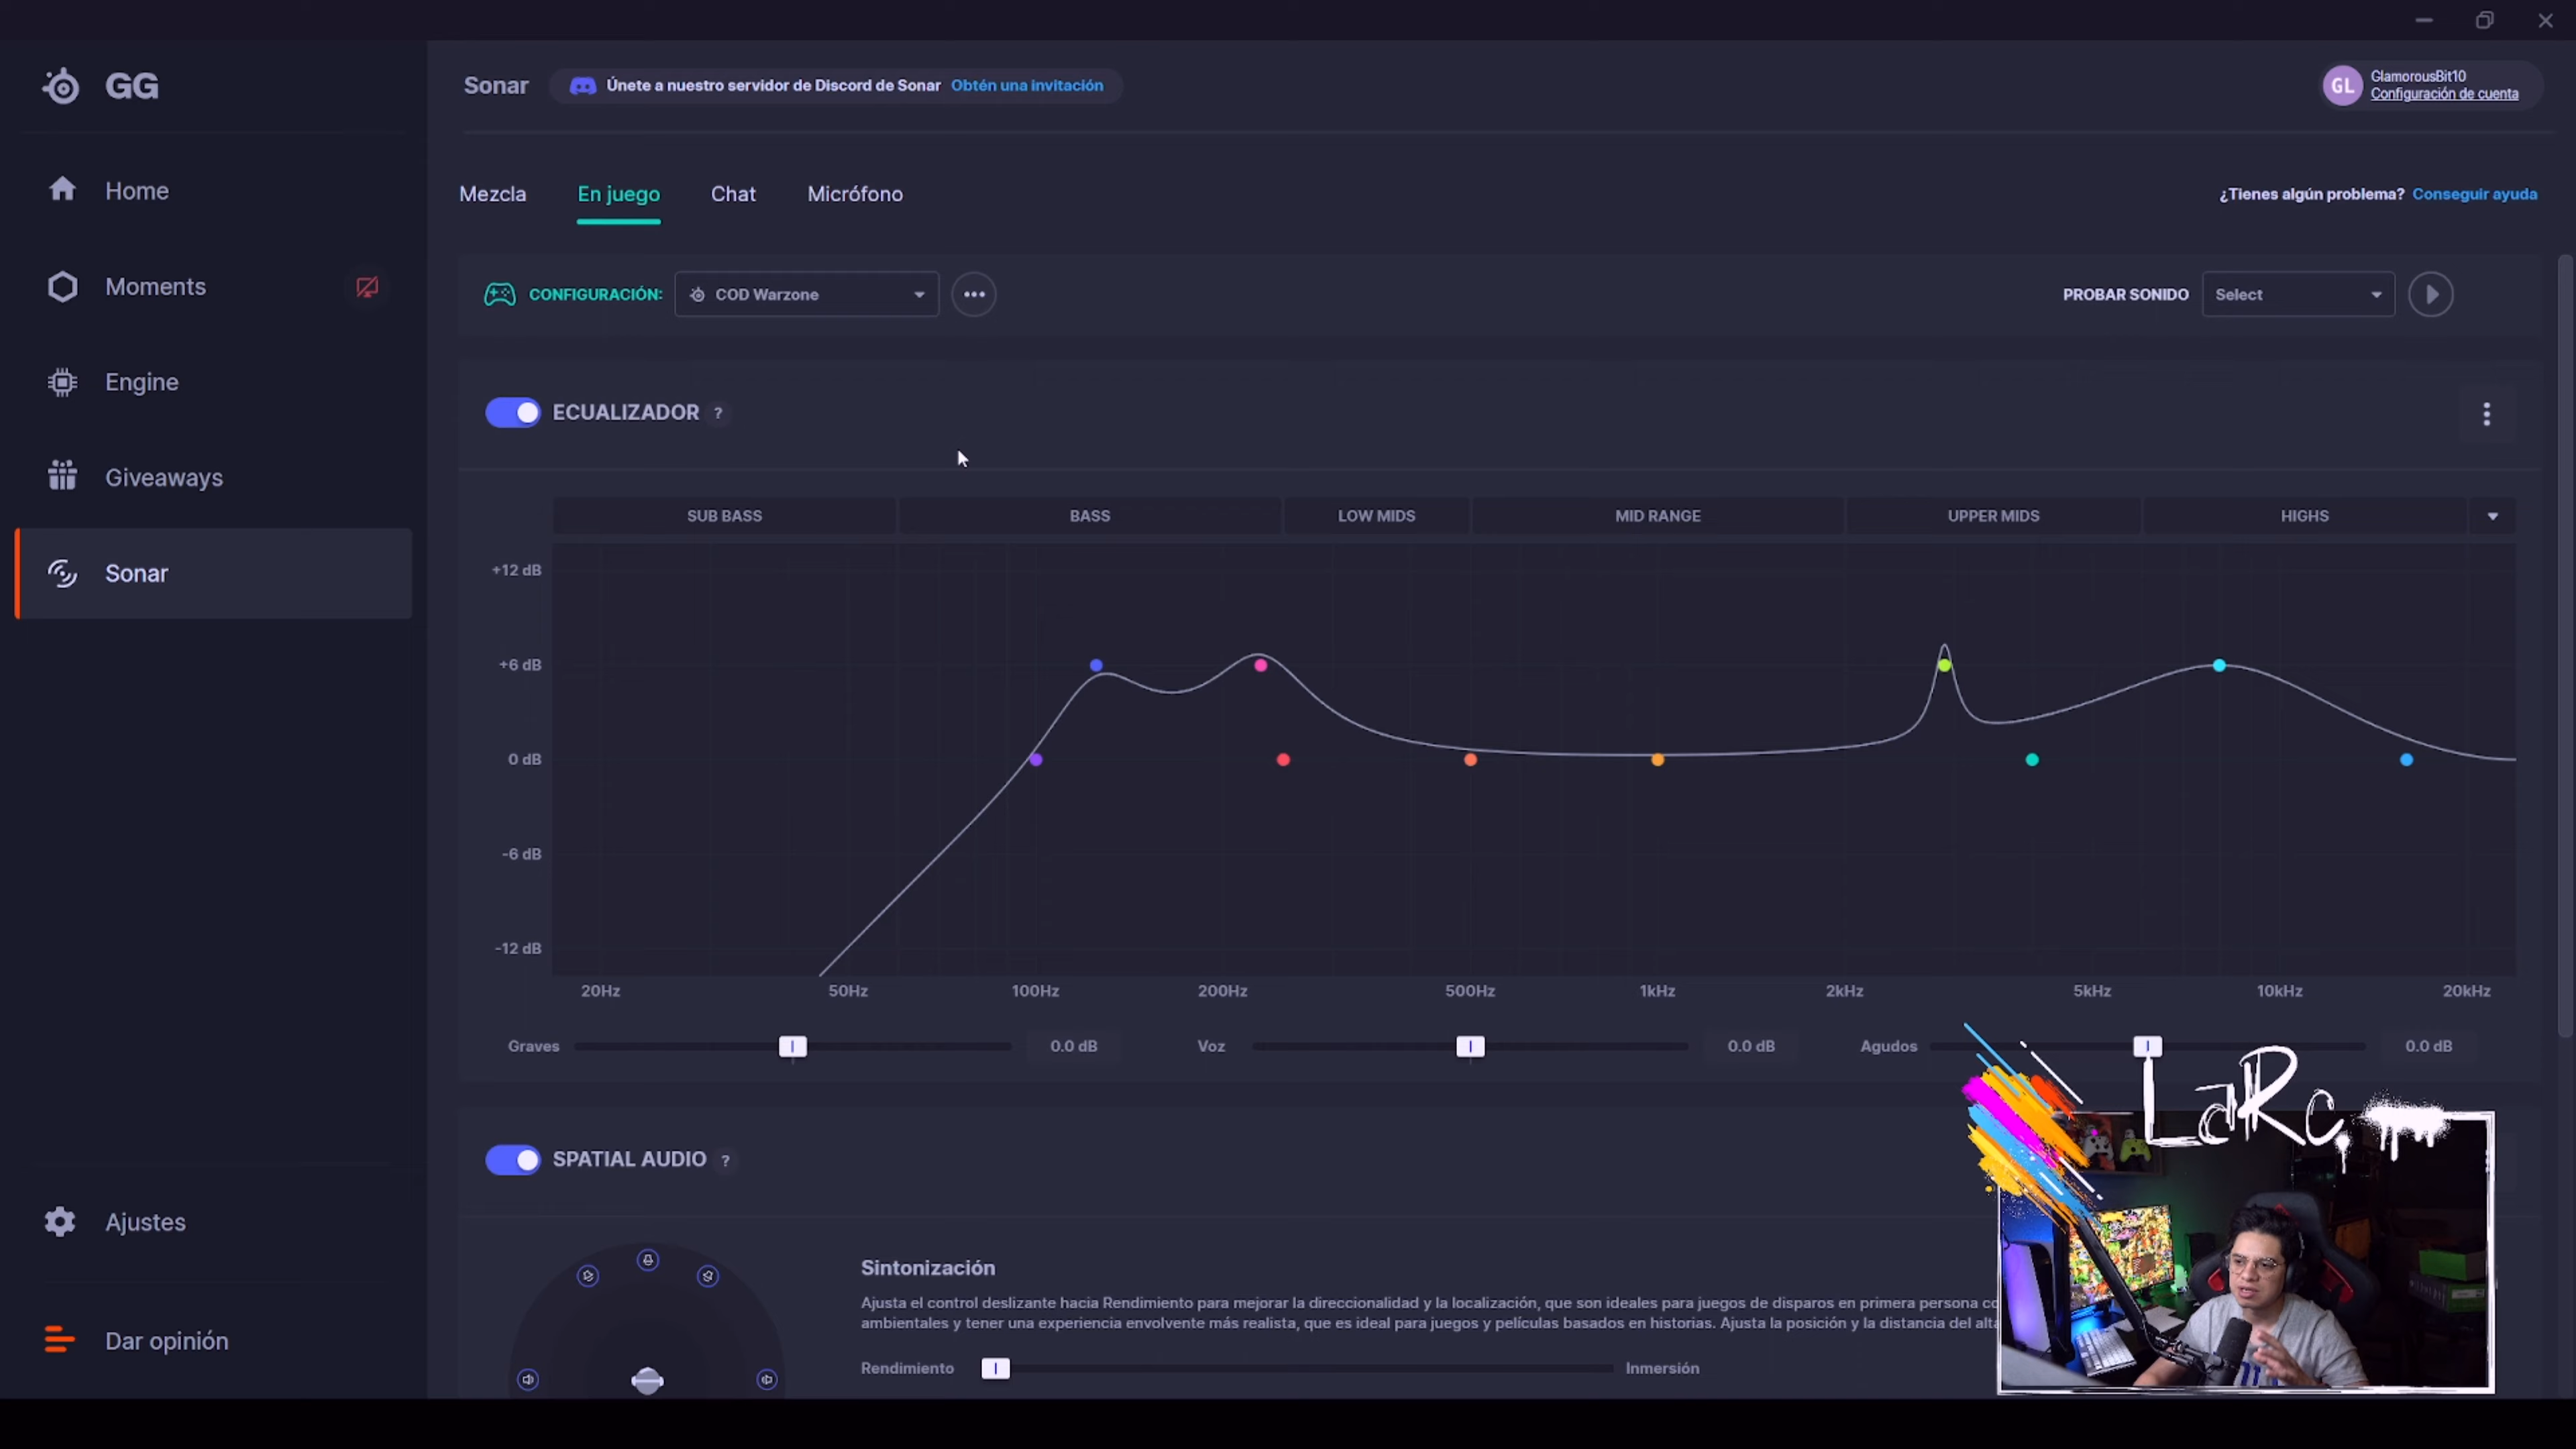 GG
Home
Moments
Engine
Giveaways
Sonar
Ajustes
Dar opinión
Sonar
Únete a nuestro servidor de Discord de Sonar Obtén una invitación
GL
GlamorousBit10
Configuración de cuenta
Mezcla En juego Chat Micrófono
¿Tienes algún problema? Conseguir ayuda
CONFIGURACIÓN: COD Warzone
PROBAR SONIDO Select
ECUALIZADOR ?
SUB BASS BASS LOW MIDS MID RANGE UPPER MIDS HIGHS
+12 dB
+6 dB
0 dB
-6 dB
-12 dB
20Hz 50Hz 100Hz 200Hz 500Hz 1kHz 2kHz 5kHz 10kHz 20kHz
Graves 0.0 dB Voz 0.0 dB Agudos 0.0 dB
LaRc.
SPATIAL AUDIO ?
Sintonización
Ajusta el control deslizante hacia Rendimiento para mejorar la direccionalidad y la localización, que son ideales para juegos de disparos en primera persona co
ambientales y tener una experiencia envolvente más realista, que es ideal para juegos y películas basados en historias. Ajusta la posición y la distancia del alta
Rendimiento Inmersión